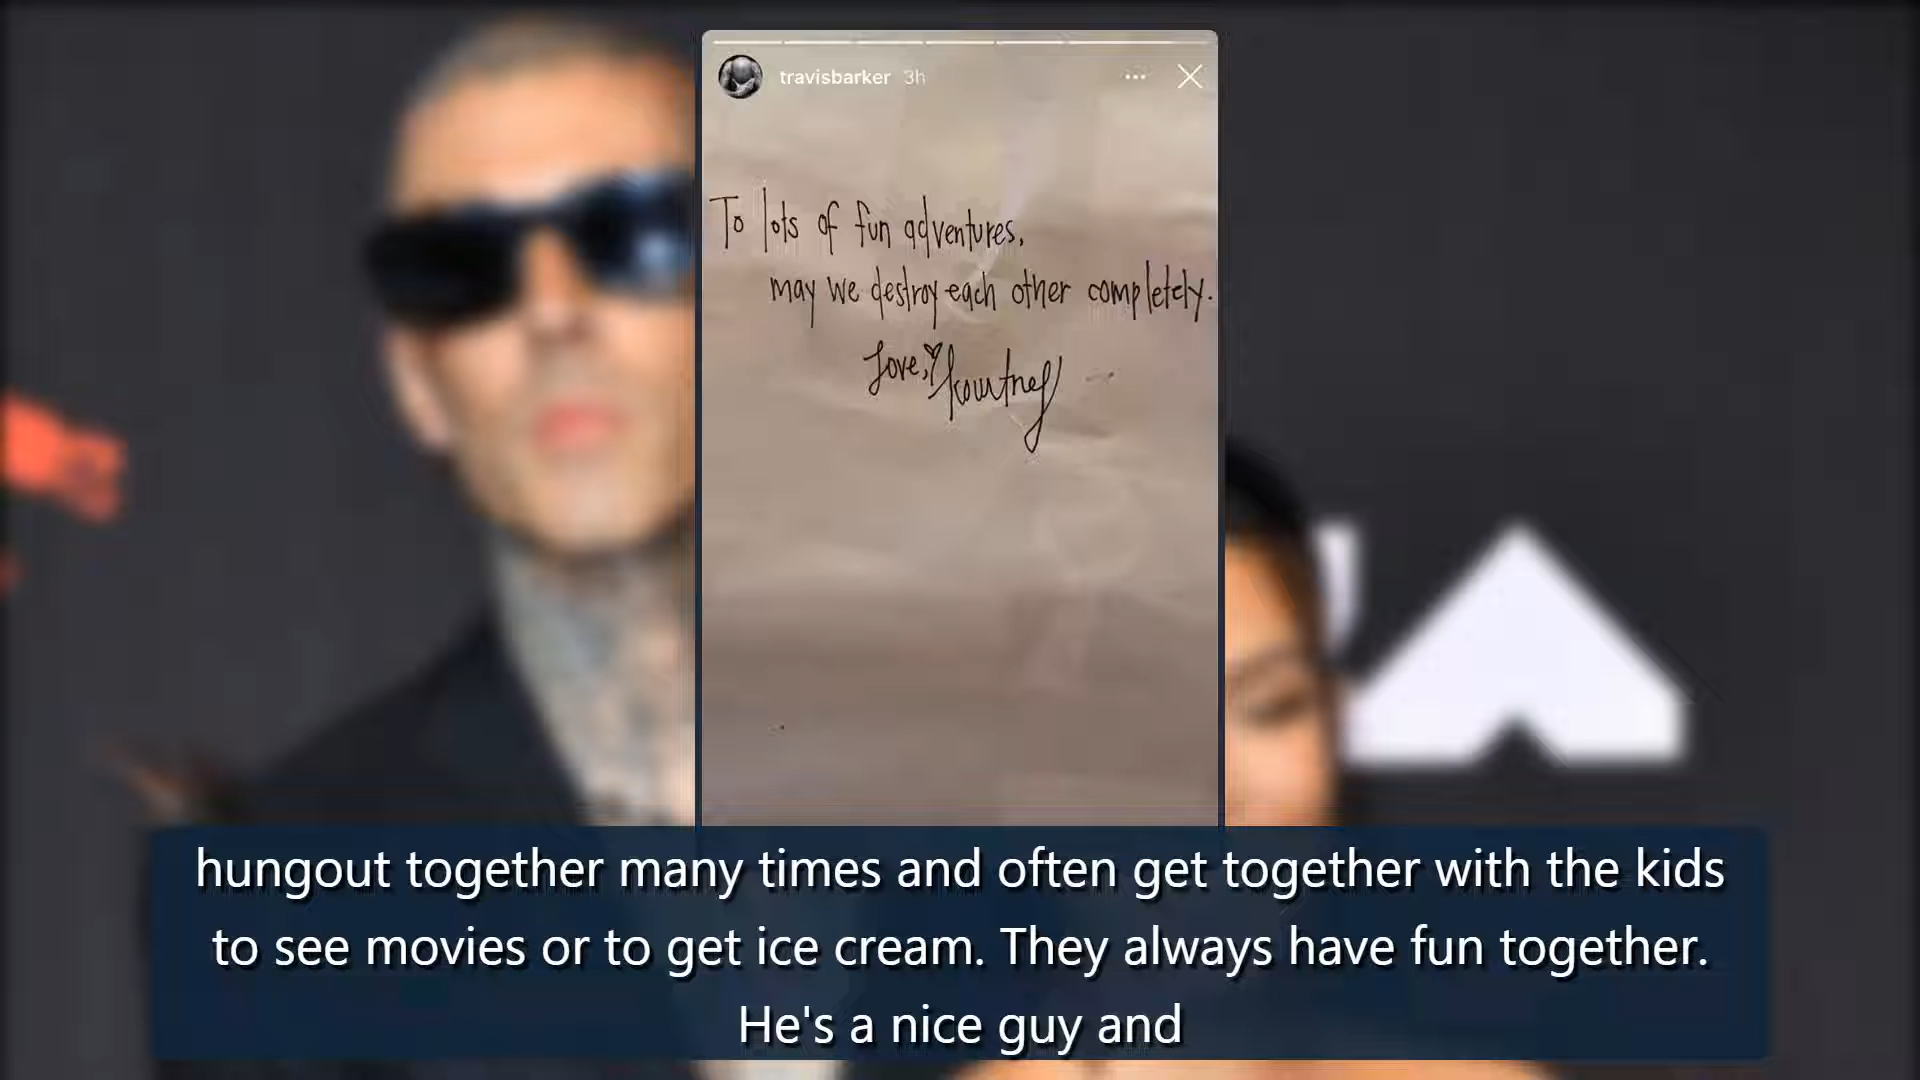 travisbarker 3h
To lots of fun adventures,
may we destroy each other completely.
Love, kourtney
hungout together many times and often get together with the kids
to see movies or to get ice cream. They always have fun together.
He's a nice guy and